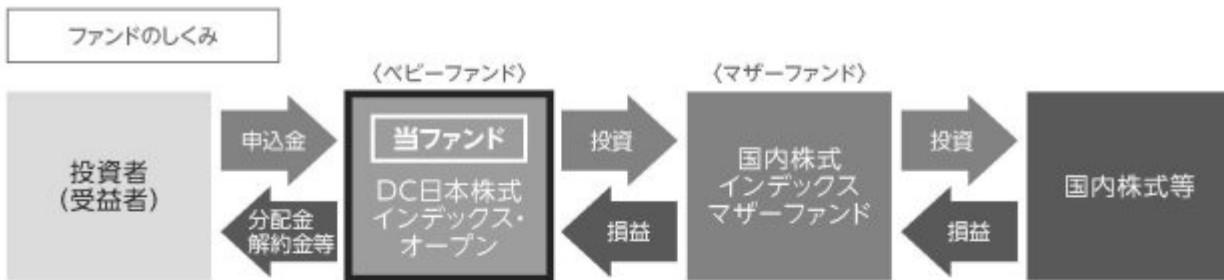 ファンドのしくみ
〈ベビーファンド〉
〈マザーファンド〉
投資者
(受益者)
申込金
分配金
解約金等
当ファンド
DC日本株式
インデックス・
オープン
投資
損益
国内株式
インデックス
マザーファンド
投資
損益
国内株式等